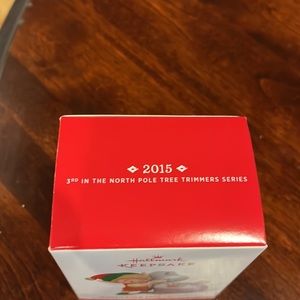 2015
3RD IN THE NORTH POLE TREE TRIMMERS SERIES
Hallmark
KEEPSAKE